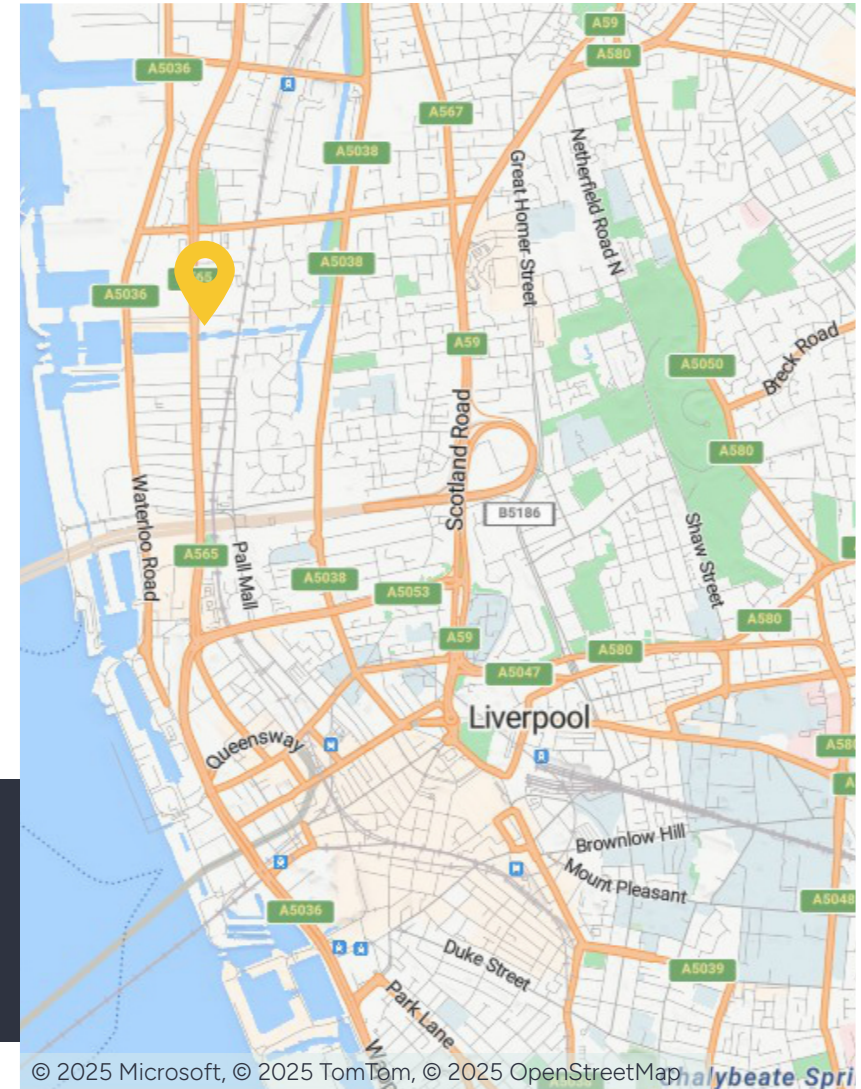 A59
A580
A5036
A567
A5038
Great Homer Street
Netherfield Road N
A5038
A5036
A59
A5050
Breck Road
Scotland Road
A580
B5186
Waterloo Road
A565
Pall Mall
A5038
A5053
Shaw Street
A59
A580
A580
A5047
Liverpool
Queensway
Brownlow Hill
Mount Pleasant
A5048
A5036
Duke Street
A5039
Park Lane
© 2025 Microsoft, © 2025 TomTom, © 2025 OpenStreetMap